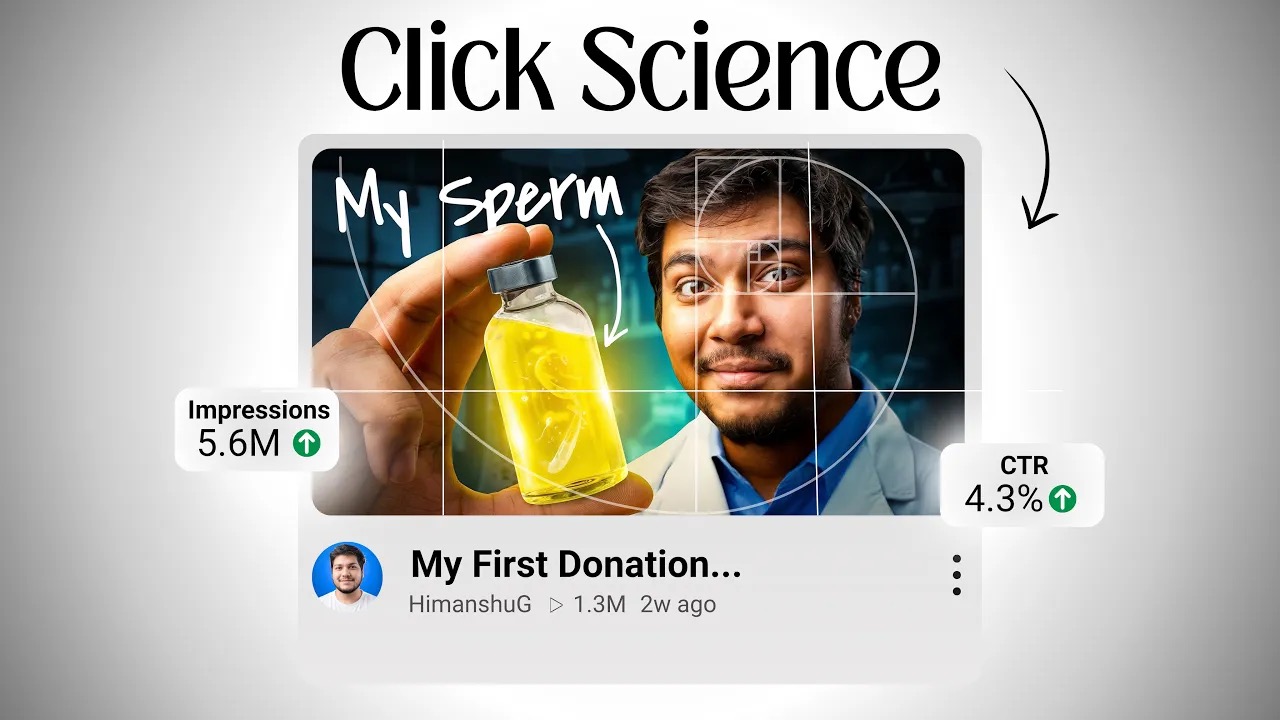 Click Science
My Sperm
Impressions
5.6M
CTR
4.3%
My First Donation...
HimanshuG 1.3M 2w ago